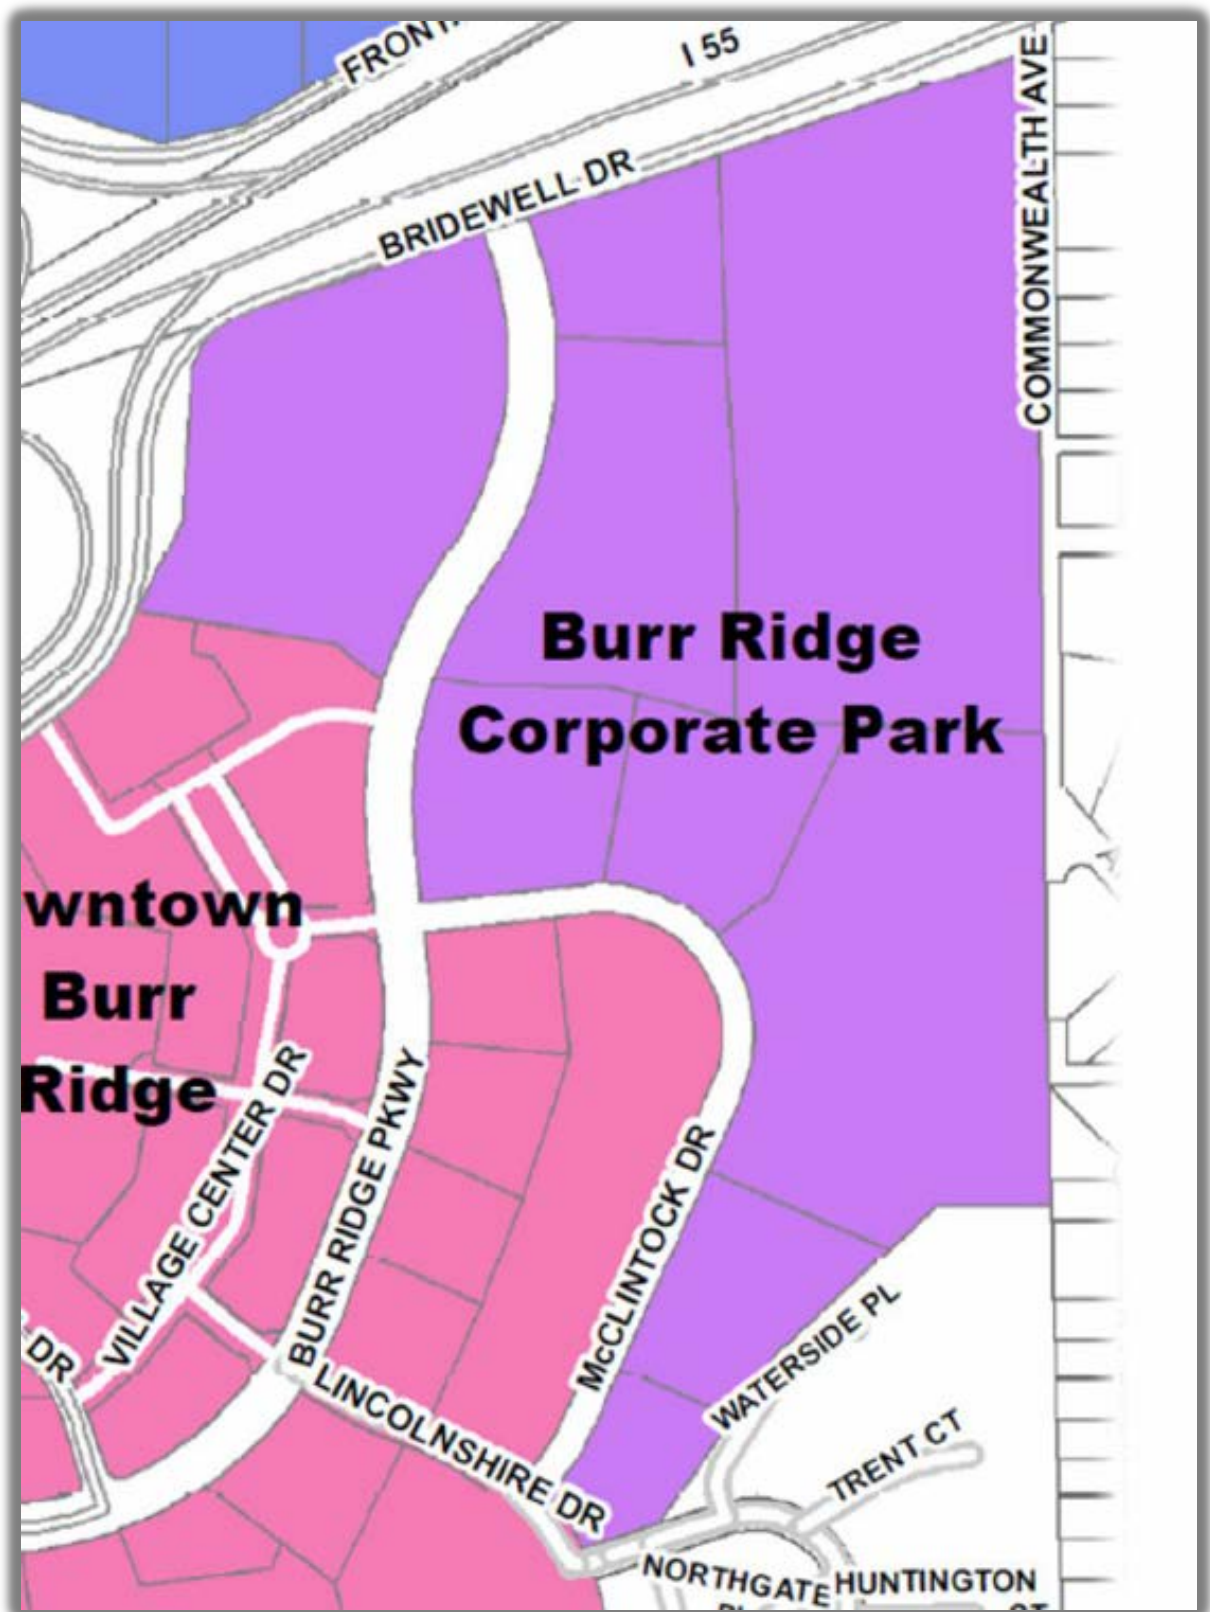 FRONT
I 55
COMMONWEALTH AVE
BRIDEWELL DR
Burr Ridge
Corporate Park
wntown
Burr
Ridge
VILLAGE CENTER DR
BURR RIDGE PKWY
McCLINTOCK DR
WATERSIDE PL
DR
LINCOLNSHIRE DR
TRENT CT
NORTHGATE
HUNTINGTON